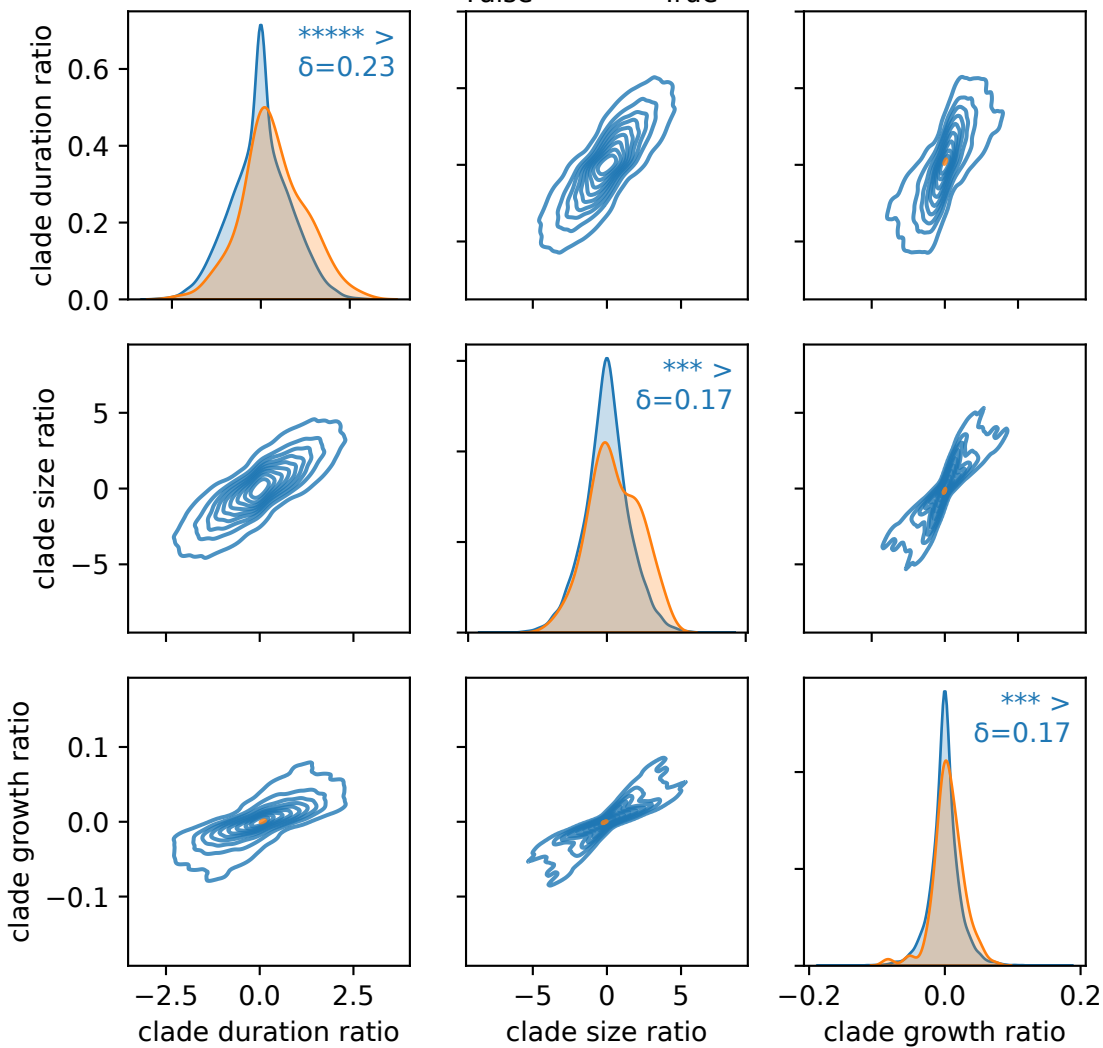 ***** >
δ=0.23
clade duration ratio
0.6
0.4
0.2
0.0
*** >
δ=0.17
clade size ratio
5
0
−5
*** >
δ=0.17
clade growth ratio
0.1
0.0
−0.1
−2.5 0.0 2.5
−5 0 5
−0.2 0.0 0.2
clade duration ratio
clade size ratio
clade growth ratio